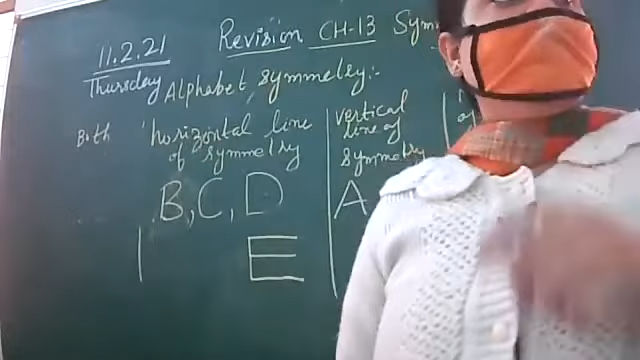 11.2.21
Thursday
Revision CH-13 Sym
Alphabet symmetry:-
Both
horizontal line
of symmetry
vertical
line of
symmetry
B, C, D
A
E